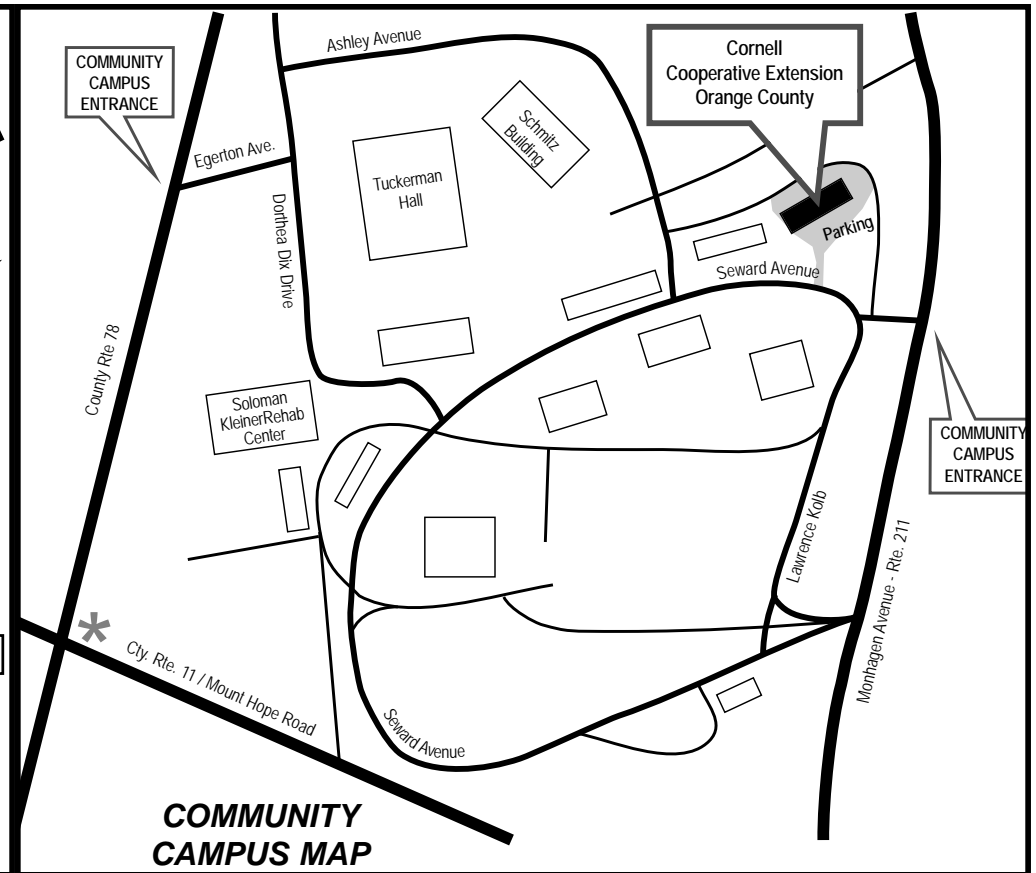 Ashley Avenue
COMMUNITY
CAMPUS
ENTRANCE
Cornell
Cooperative Extension
Orange County
Schmitz
Building
Egerton Ave.
Tuckerman
Hall
Dorthea Dix Drive
Parking
Seward Avenue
County Rte 78
Soloman
KleinerRehab
Center
COMMUNITY
CAMPUS
ENTRANCE
Lawrence Kolb
Monhagen Avenue - Rte. 211
*
Cty. Rte. 11 / Mount Hope Road
Seward Avenue
COMMUNITY
CAMPUS MAP